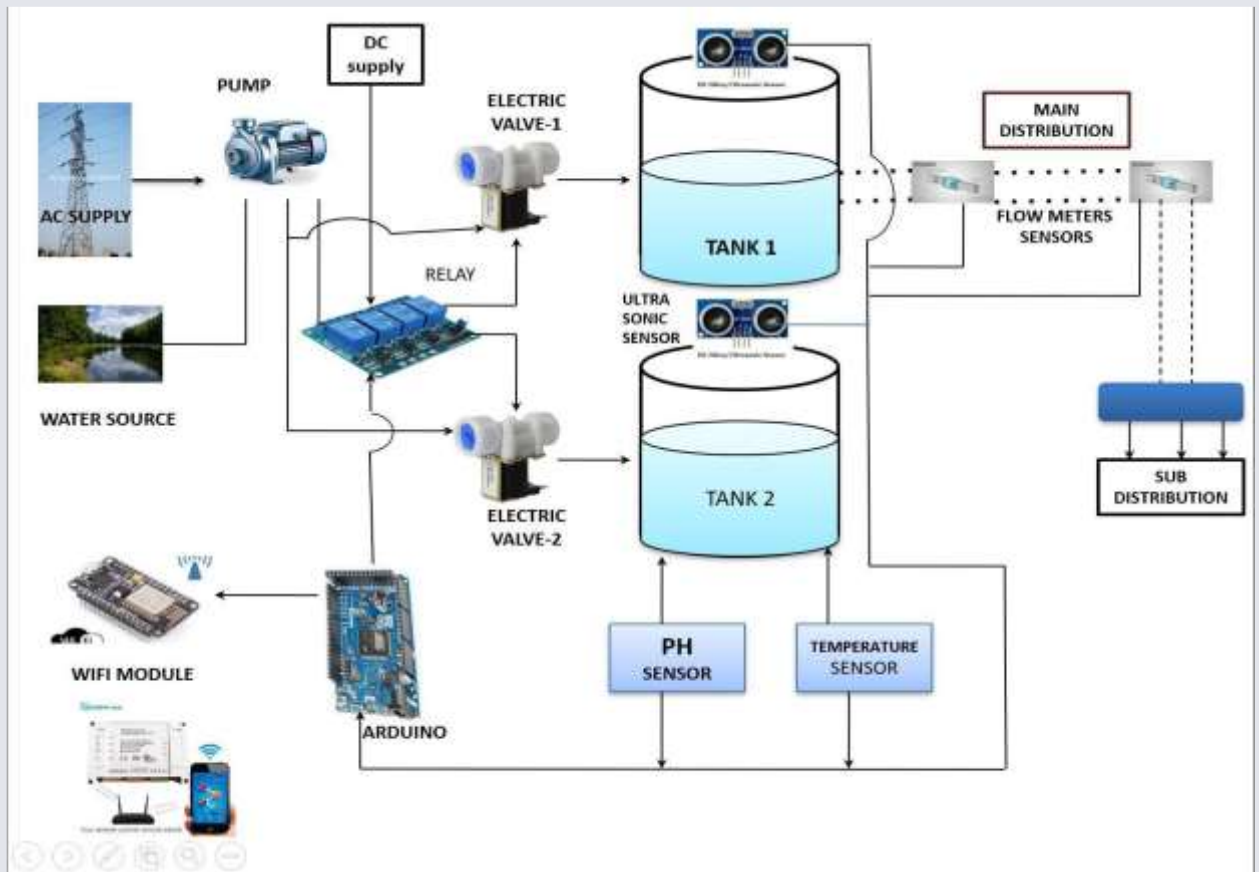 DC
supply
PUMP
ELECTRIC
VALVE-1
MAIN
DISTRIBUTION
AC SUPPLY
FLOW METERS
SENSORS
TANK 1
RELAY
ULTRA
SONIC
SENSOR
WATER SOURCE
TANK 2
SUB
DISTRIBUTION
ELECTRIC
VALVE-2
PH
SENSOR
TEMPERATURE
SENSOR
WIFI MODULE
ARDUINO